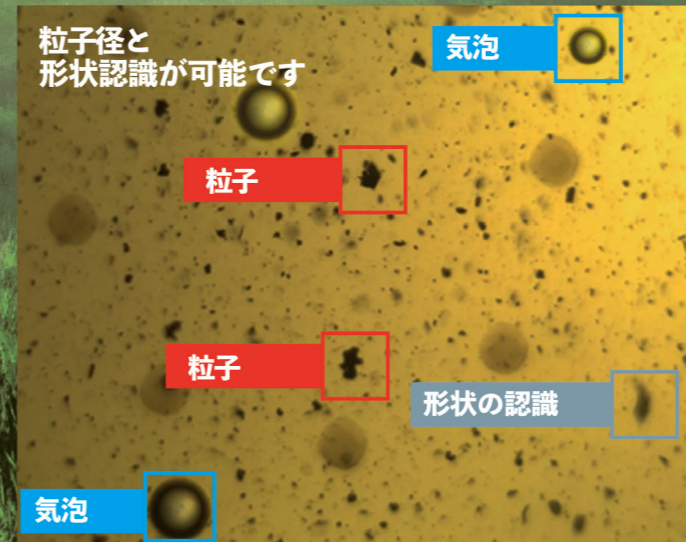 粒子径と
形状認識が可能です
気泡
粒子
粒子
形状の認識
気泡